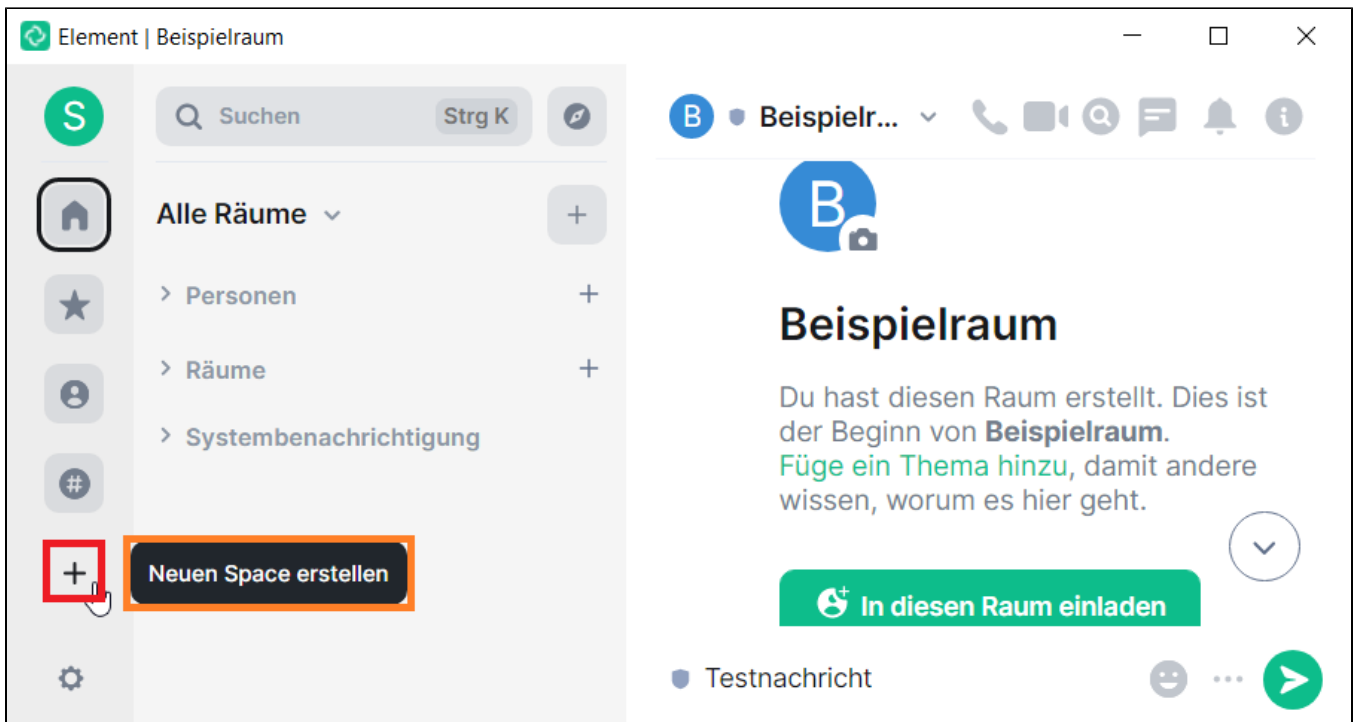 Element | Beispielraum
S
Suchen
Strg K
B
Beispielr...
Alle Räume
B
Personen
Beispielraum
Räume
Du hast diesen Raum erstellt. Dies ist
der Beginn von Beispielraum.
Systembenachrichtigung
Füge ein Thema hinzu, damit andere
wissen, worum es hier geht.
Neuen Space erstellen
In diesen Raum einladen
Testnachricht